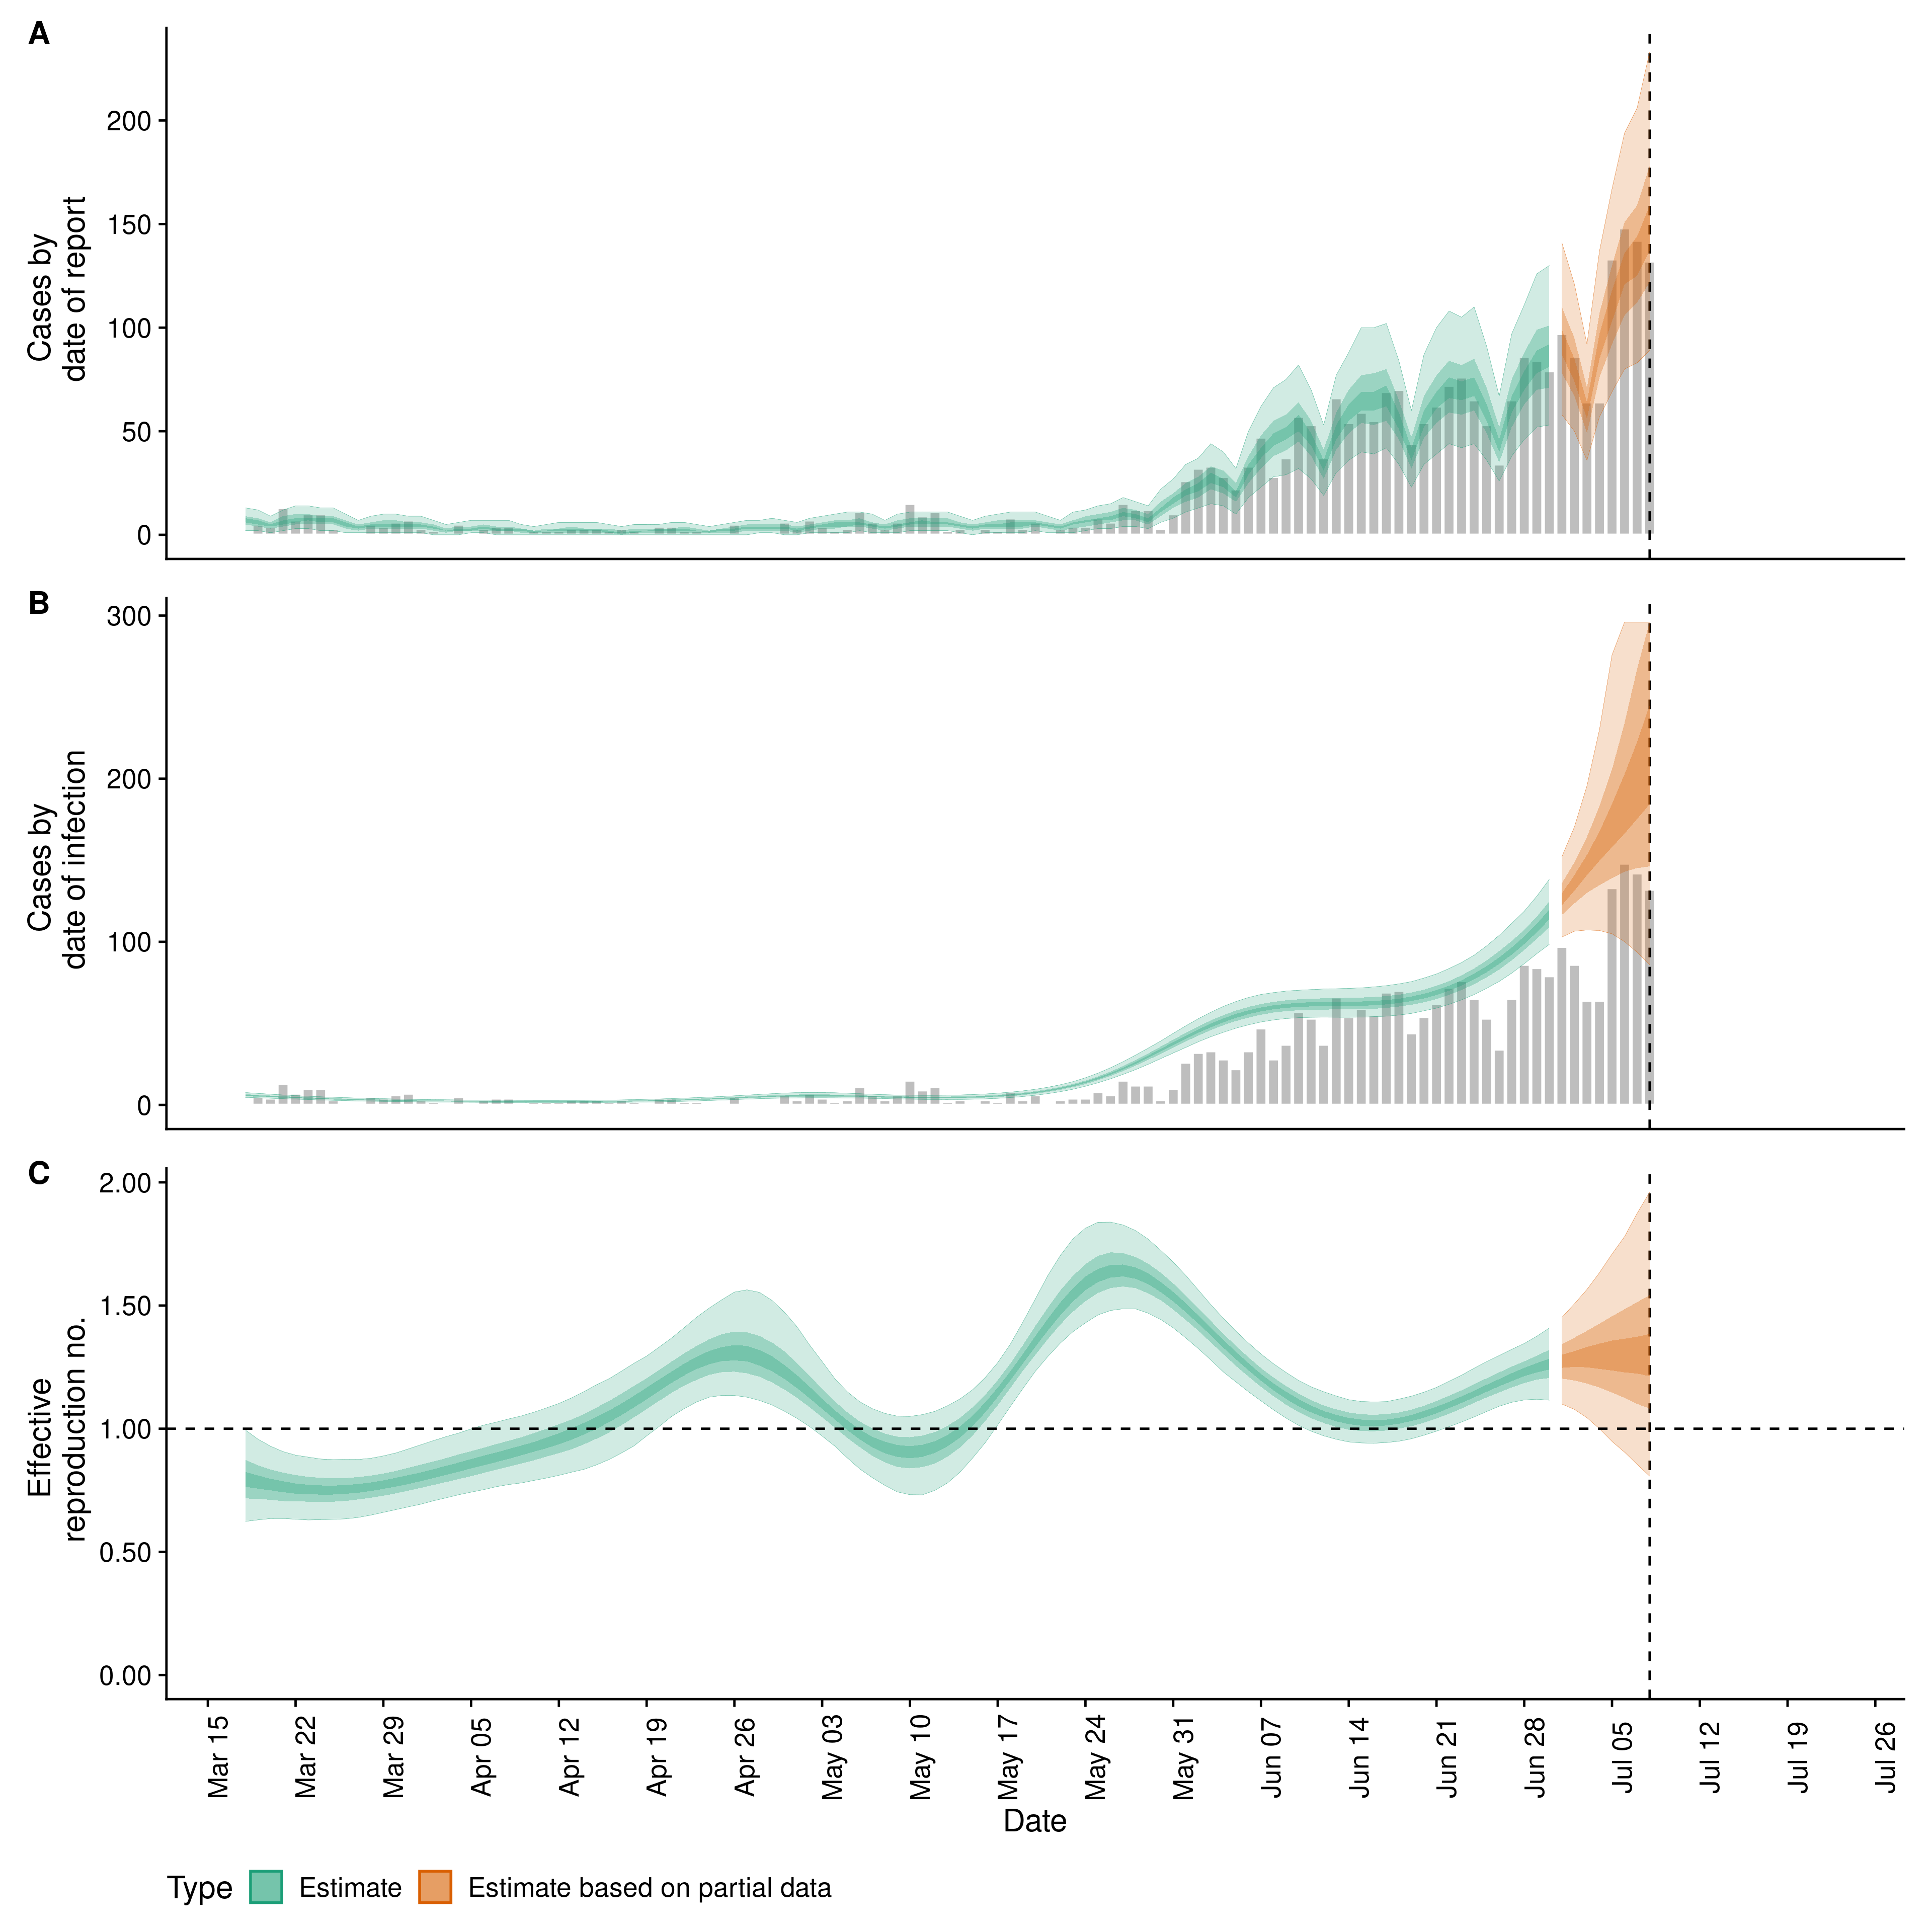 A
Cases by
date of report
200
150
100
50
0
B
Cases by
date of infection
300
200
100
0
C
Effective
reproduction no.
2.00
1.50
1.00
0.50
0.00
Mar 15
Mar 22
Mar 29
Apr 05
Apr 12
Apr 19
Apr 26
May 03
May 10
May 17
May 24
May 31
Jun 07
Jun 14
Jun 21
Jun 28
Jul 05
Jul 12
Jul 19
Jul 26
Date
Type Estimate Estimate based on partial data